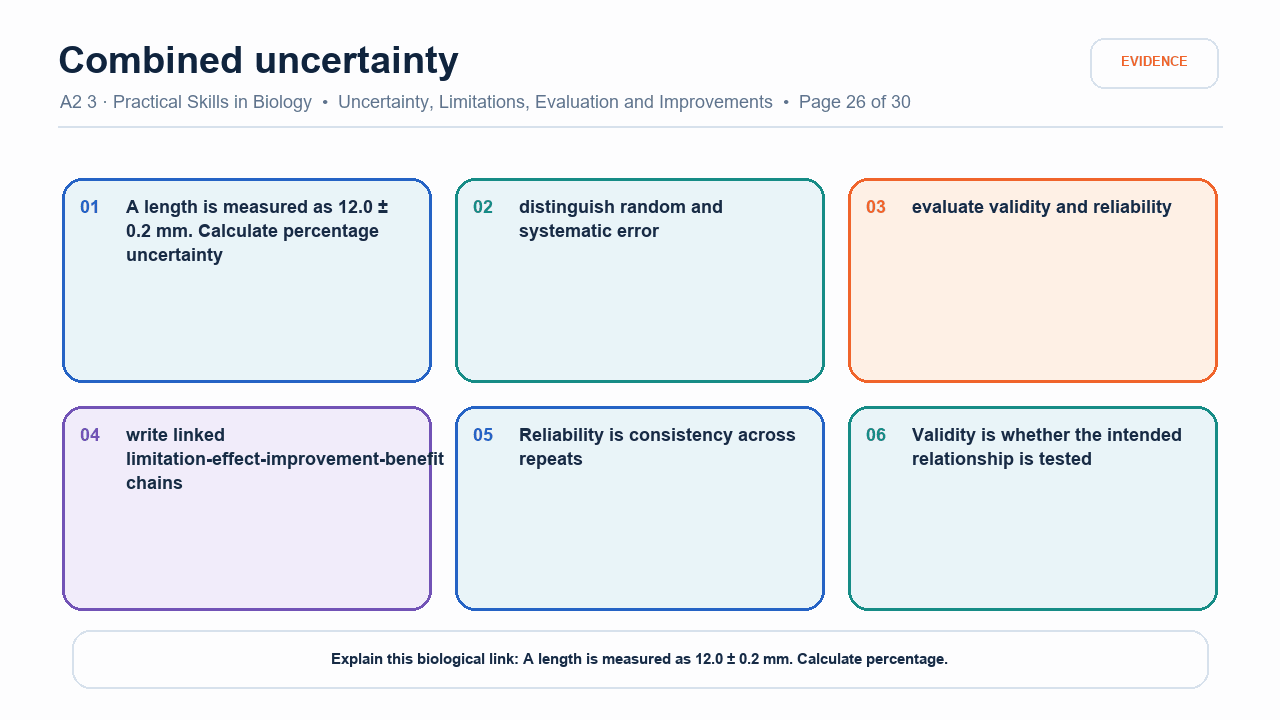 Combined uncertainty
EVIDENCE
A2 3 · Practical Skills in Biology • Uncertainty, Limitations, Evaluation and Improvements • Page 26 of 30
01
A length is measured as 12.0 ±
0.2 mm. Calculate percentage
uncertainty
02
distinguish random and
systematic error
03
evaluate validity and reliability
04
write linked
limitation-effect-improvement-benefit
chains
05
Reliability is consistency across
repeats
06
Validity is whether the intended
relationship is tested
Explain this biological link: A length is measured as 12.0 ± 0.2 mm. Calculate percentage.